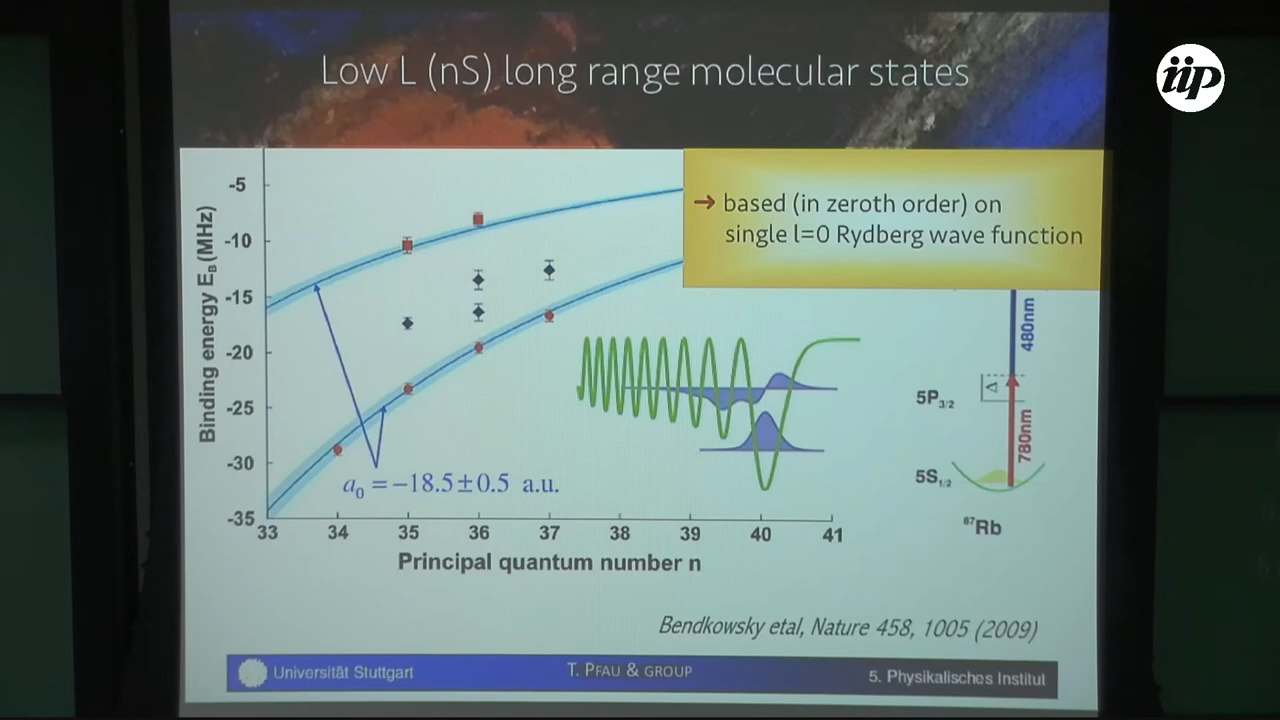 iip
Low L (nS) long range molecular states
→ based (in zeroth order) on
single l=0 Rydberg wave function
Binding energy E_B (MHz)
-5
-10
-15
-20
-25
-30
-35
33 34 35 36 37 38 39 40 41
Principal quantum number n
a₀ = −18.5±0.5 a.u.
480nm
Δ
5P₃/₂
780nm
5S₁/₂
⁸⁷Rb
Bendkowsky etal, Nature 458, 1005 (2009)
Universität Stuttgart
T. PFAU & GROUP
5. Physikalisches Institut